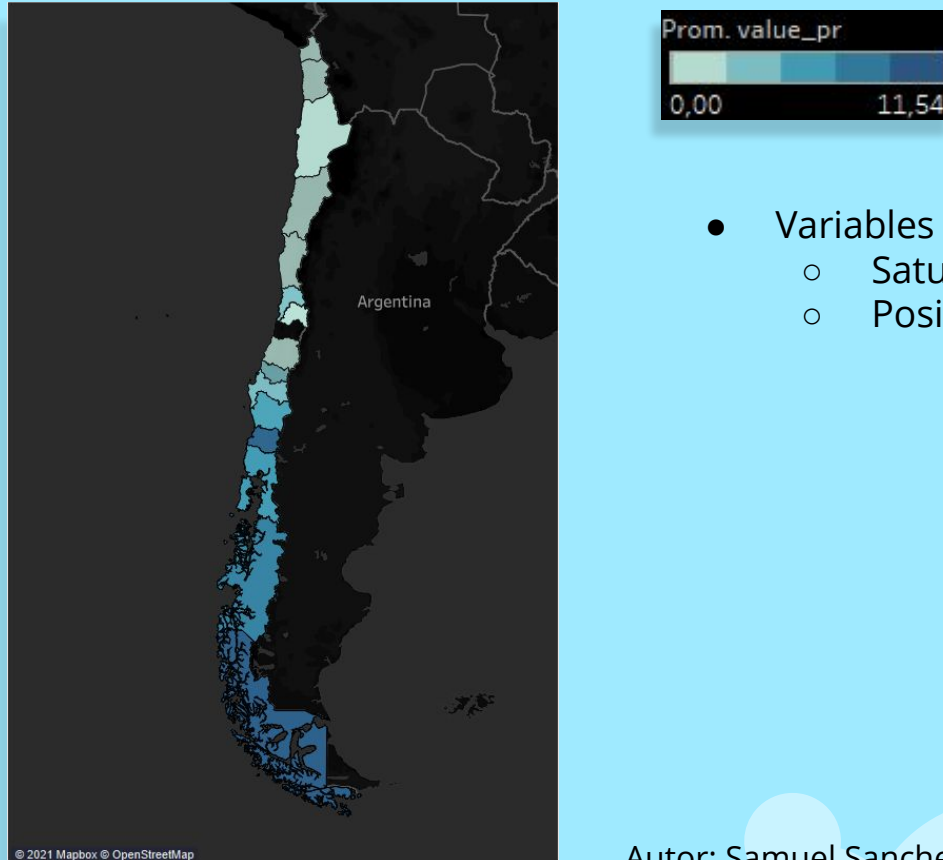 Prom. value_pr
0,00 11,54
● Variables
○ Satu
○ Posi
Argentina
© 2021 Mapbox © OpenStreetMap
Autor: Samuel Sanche